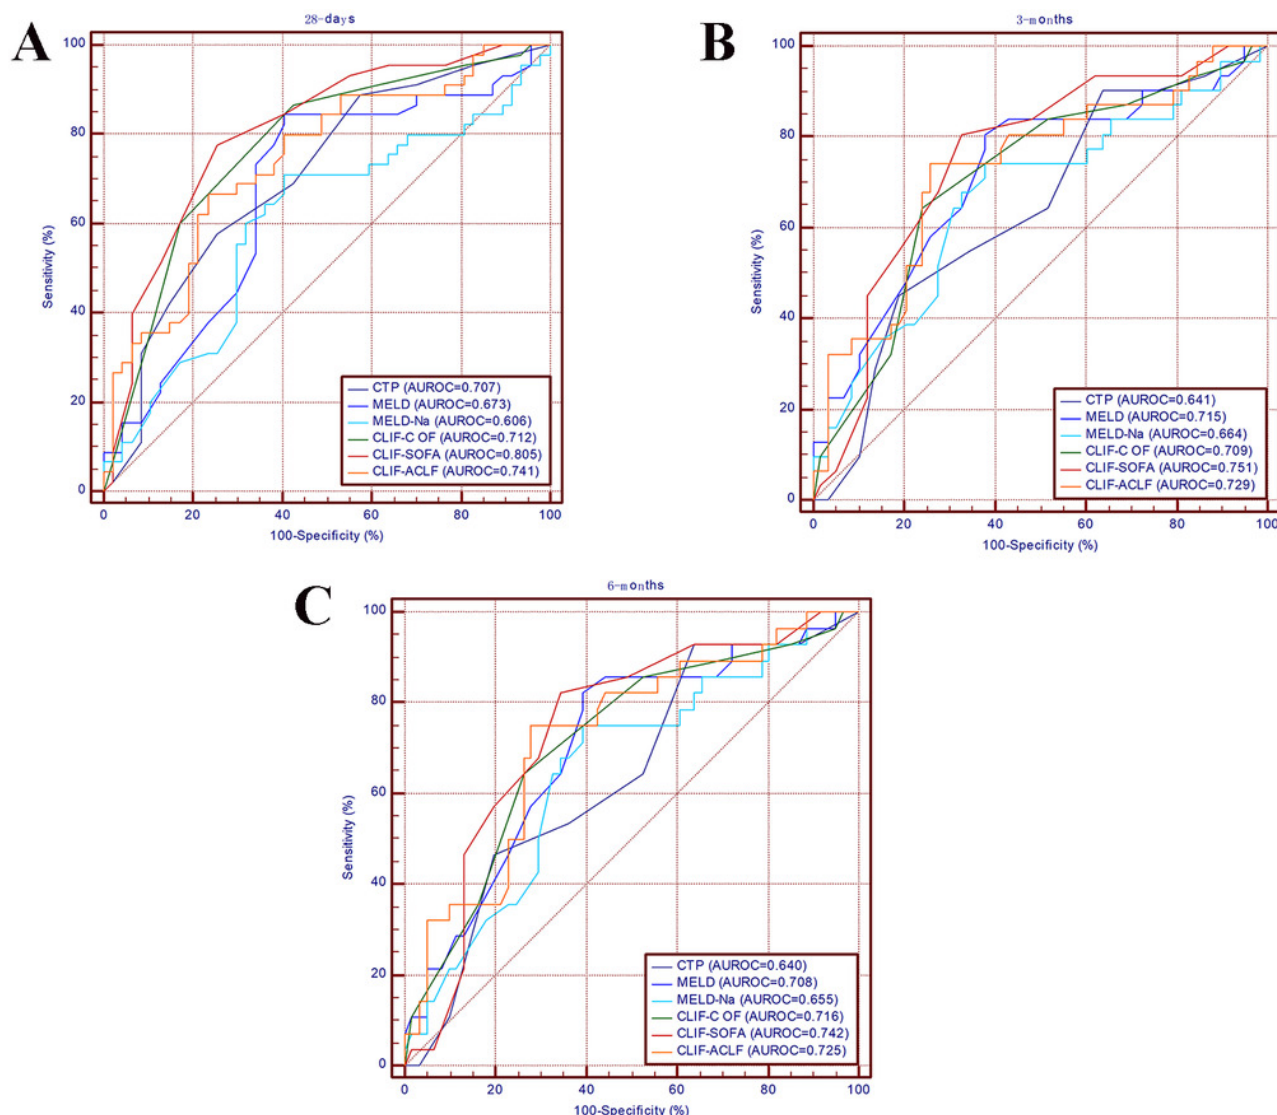 A
28-days
100
80
60
40
20
0
Sensitivity (%)
CTP (AUROC=0.707)
MELD (AUROC=0.673)
MELD-Na (AUROC=0.606)
CLIF-C OF (AUROC=0.712)
CLIF-SOFA (AUROC=0.805)
CLIF-ACLF (AUROC=0.741)
0 20 40 60 80 100
100-Specificity (%)
B
3-months
100
80
60
40
20
0
Sensitivity (%)
CTP (AUROC=0.641)
MELD (AUROC=0.715)
MELD-Na (AUROC=0.664)
CLIF-C OF (AUROC=0.709)
CLIF-SOFA (AUROC=0.751)
CLIF-ACLF (AUROC=0.729)
0 20 40 60 80 100
100-Specificity (%)
C
6-months
100
80
60
40
20
0
Sensitivity (%)
CTP (AUROC=0.640)
MELD (AUROC=0.708)
MELD-Na (AUROC=0.655)
CLIF-C OF (AUROC=0.716)
CLIF-SOFA (AUROC=0.742)
CLIF-ACLF (AUROC=0.725)
0 20 40 60 80 100
100-Specificity (%)